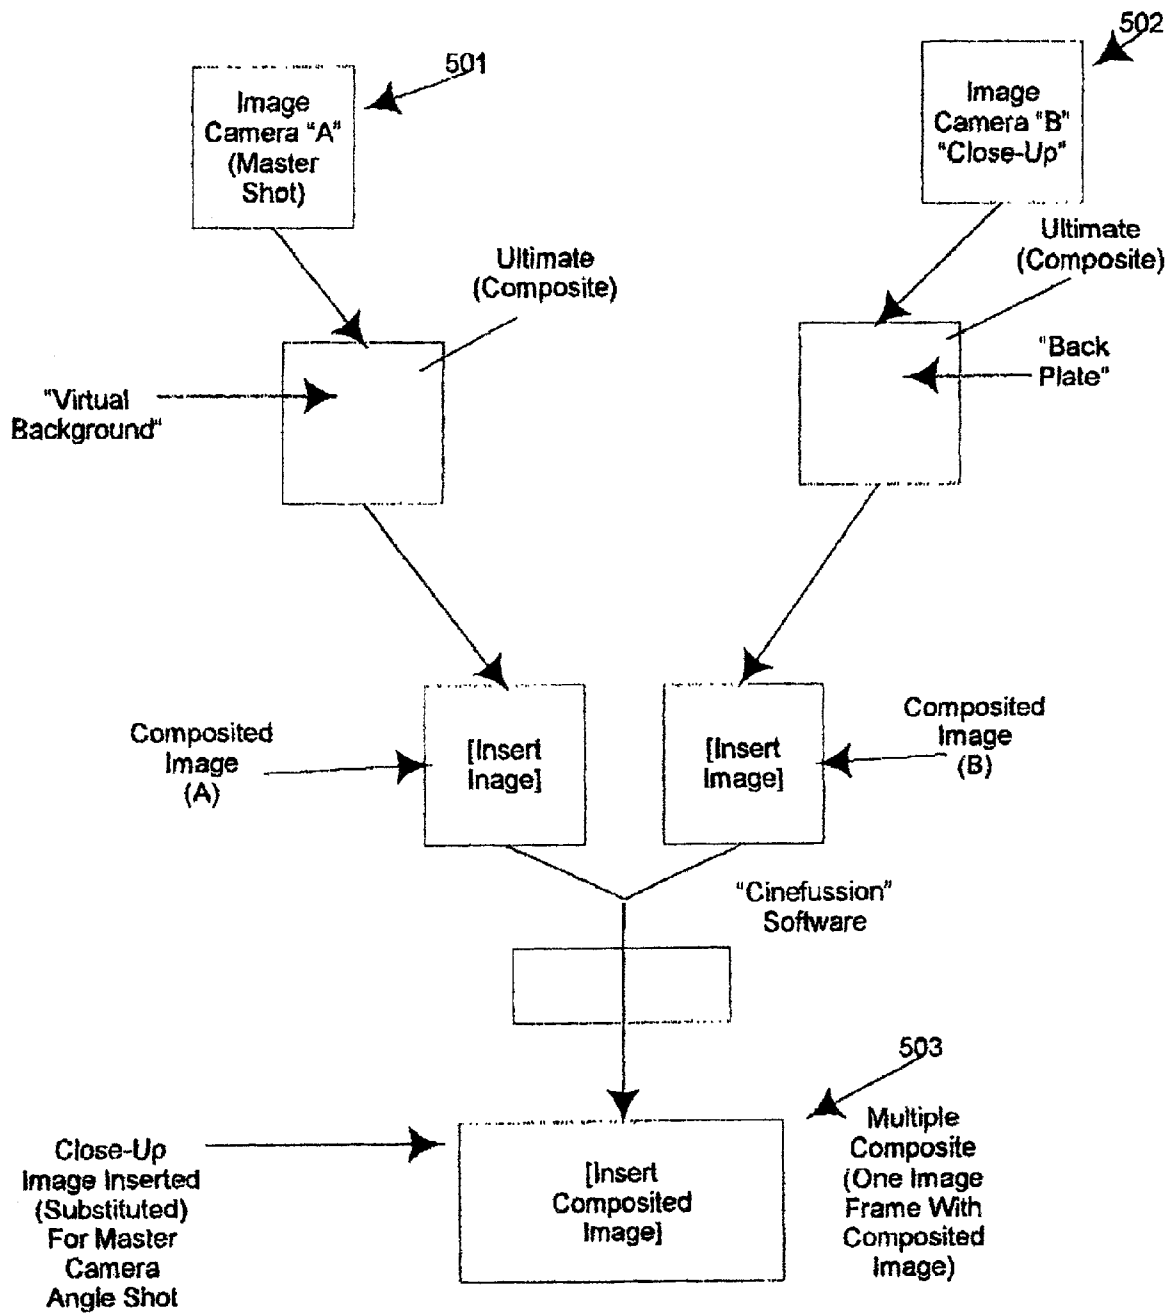 501
502
Image
Camera "A"
(Master
Shot)
Image
Camera "B"
"Close-Up"
Ultimate
(Composite)
Ultimate
(Composite)
"Virtual
Background"
"Back
Plate"
Composited
Image
(A)
[Insert
Inage]
[Insert
Image]
Composited
Image
(B)
"Cinefussion"
Software
503
Close-Up
Image Inserted
(Substituted)
For Master
Camera
Angle Shot
[Insert
Composited
Image]
Multiple
Composite
(One Image
Frame With
Composited
Image)